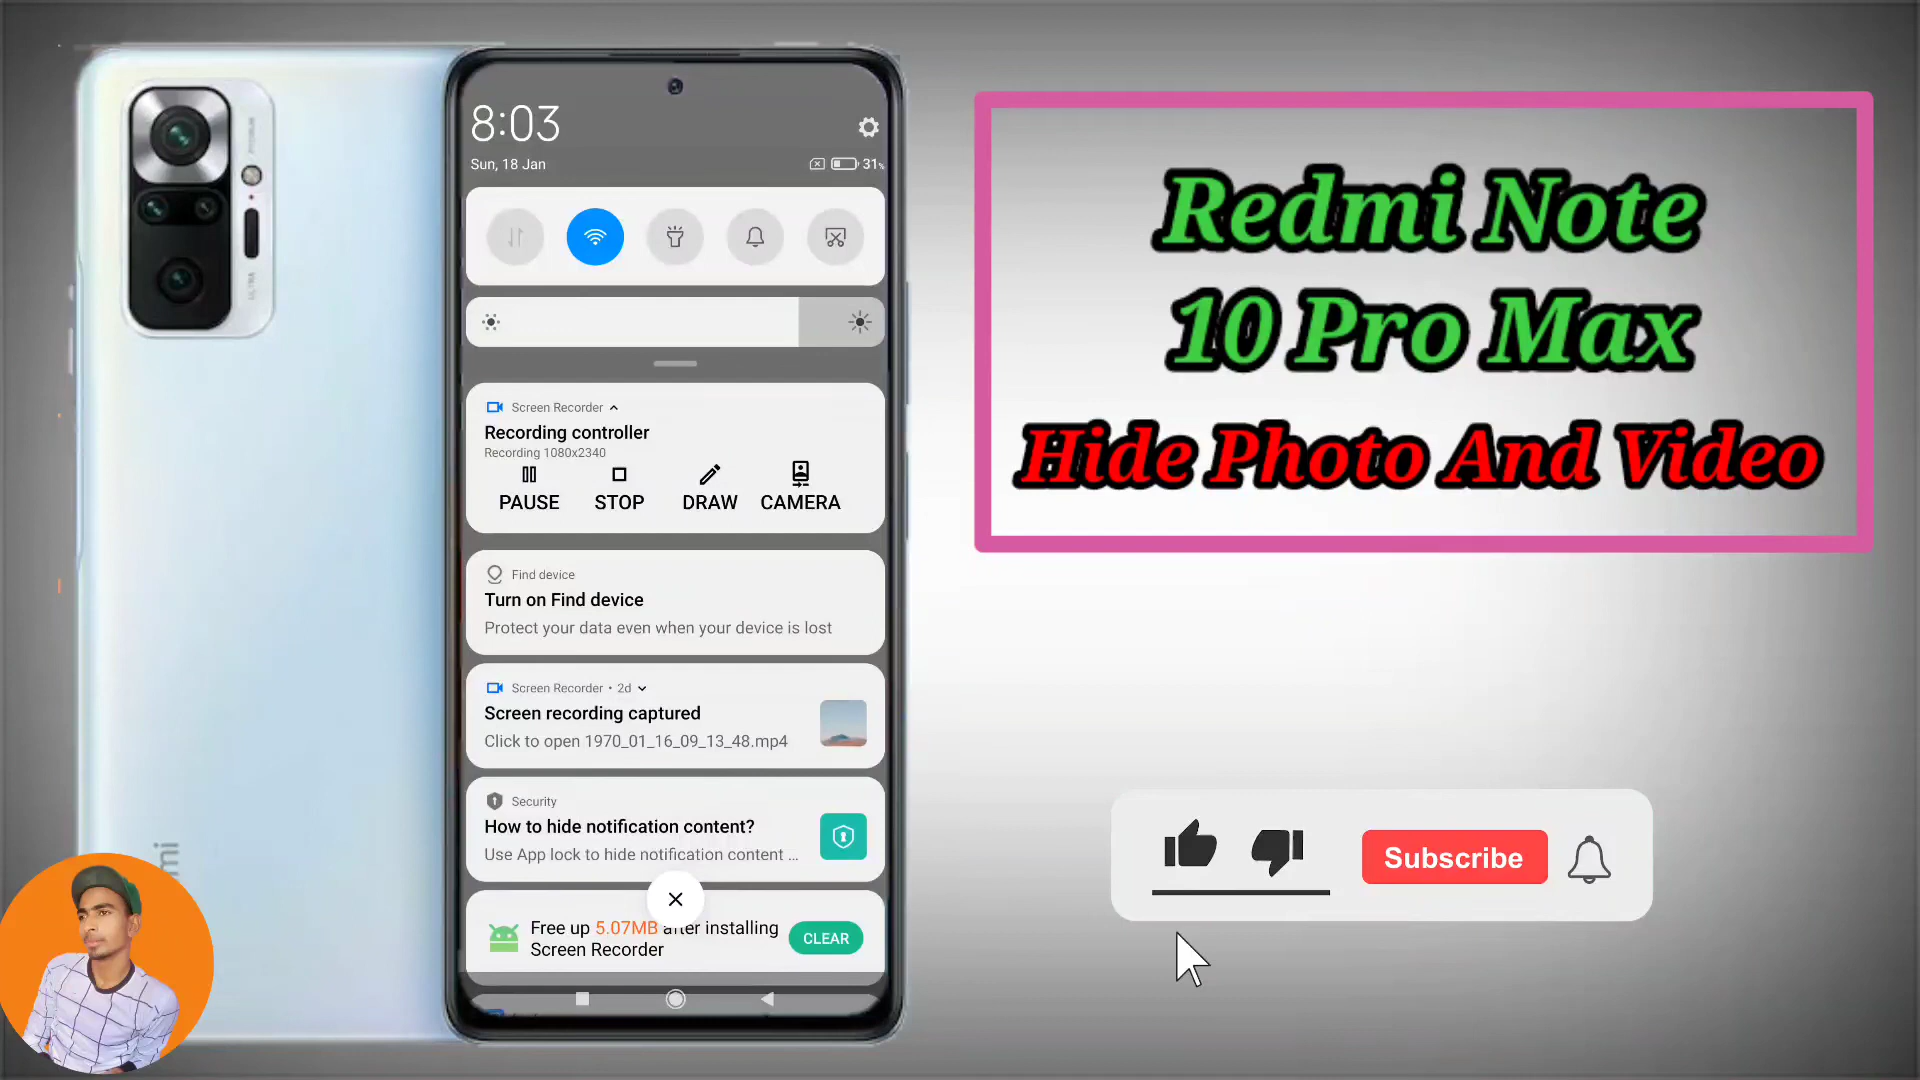 8:03
Sun, 18 Jan
31%
Screen Recorder
Recording controller
Recording 1080x2340
PAUSE STOP DRAW CAMERA
Find device
Turn on Find device
Protect your data even when your device is lost
Screen Recorder • 2d
Screen recording captured
Click to open 1970_01_16_09_13_48.mp4
Security
How to hide notification content?
Use App lock to hide notification content ...
Free up 5.07MB after installing
Screen Recorder
CLEAR
Redmi Note
10 Pro Max
Hide Photo And Video
Subscribe